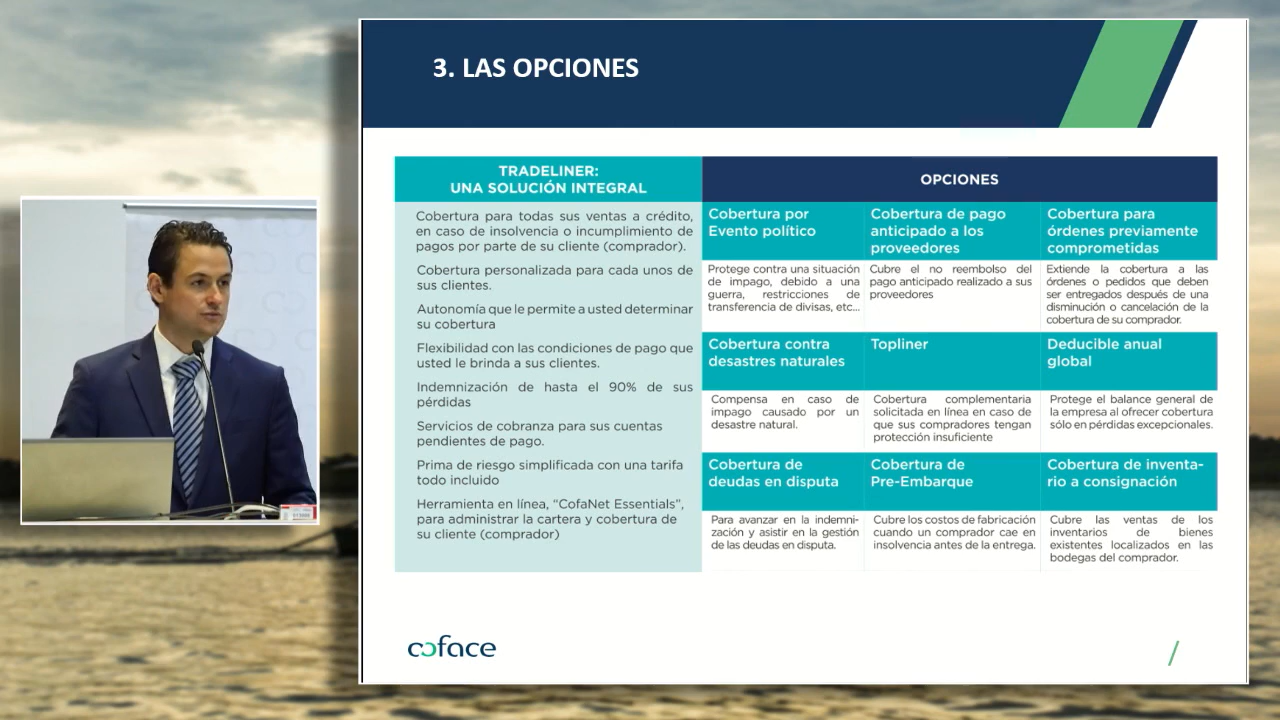 3. LAS OPCIONES
TRADELINER:
UNA SOLUCIÓN INTEGRAL
Cobertura para todas sus ventas a crédito,
en caso de insolvencia o incumplimiento de
pagos por parte de su cliente (comprador).
Cobertura personalizada para cada unos de
sus clientes.
Autonomía que le permite a usted determinar
su cobertura
Flexibilidad con las condiciones de pago que
usted le brinda a sus clientes.
Indemnización de hasta el 90% de sus
pérdidas
Servicios de cobranza para sus cuentas
pendientes de pago.
Prima de riesgo simplificada con una tarifa
todo incluido
Herramienta en línea, “CofaNet Essentials”,
para administrar la cartera y cobertura de
su cliente (comprador)
OPCIONES
Cobertura por
Evento político
Protege contra una situación
de impago, debido a una
guerra, restricciones de
transferencia de divisas, etc...
Cobertura de pago
anticipado a los
proveedores
Cubre el no reembolso del
pago anticipado realizado a sus
proveedores
Cobertura para
órdenes previamente
comprometidas
Extiende la cobertura a las
órdenes o pedidos que deben
ser entregados después de una
disminución o cancelación de la
cobertura de su comprador.
Cobertura contra
desastres naturales
Compensa en caso de
impago causado por un
desastre natural.
Topliner
Cobertura complementaria
solicitada en línea en caso de
que sus compradores tengan
protección insuficiente
Deducible anual
global
Protege el balance general de
la empresa al ofrecer cobertura
sólo en pérdidas excepcionales.
Cobertura de
deudas en disputa
Para avanzar en la indemni-
zación y asistir en la gestión
de las deudas en disputa.
Cobertura de
Pre-Embarque
Cubre los costos de fabricación
cuando un comprador cae en
insolvencia antes de la entrega.
Cobertura de inventa-
rio a consignación
Cubre las ventas de los
inventarios de bienes
existentes localizados en las
bodegas del comprador.
coface